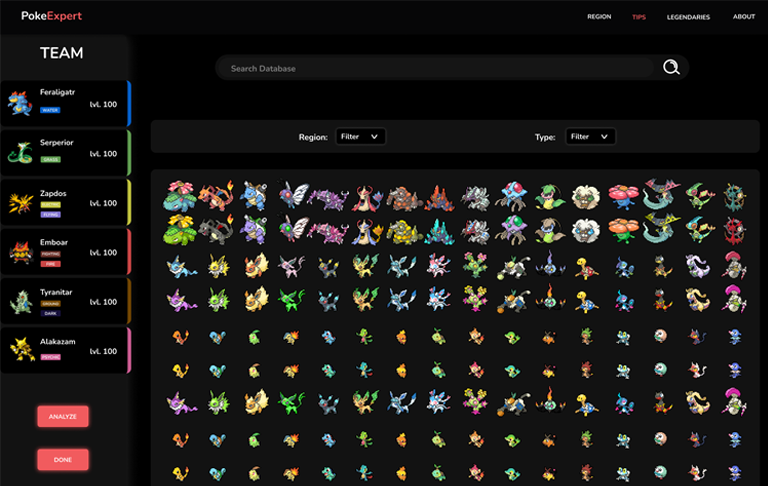 PokeExpert
REGION TIPS LEGENDARIES ABOUT
TEAM
Search Database
Feraligatr
WATER
lvl. 100
Serperior
GRASS
lvl. 100
Zapdos
ELECTRIC
FLYING
lvl. 100
Emboar
FIGHTING
FIRE
lvl. 100
Tyranitar
GROUND
DARK
lvl. 100
Alakazam
PSYCHIC
lvl. 100
Region: Filter
Type: Filter
ANALYZE
DONE